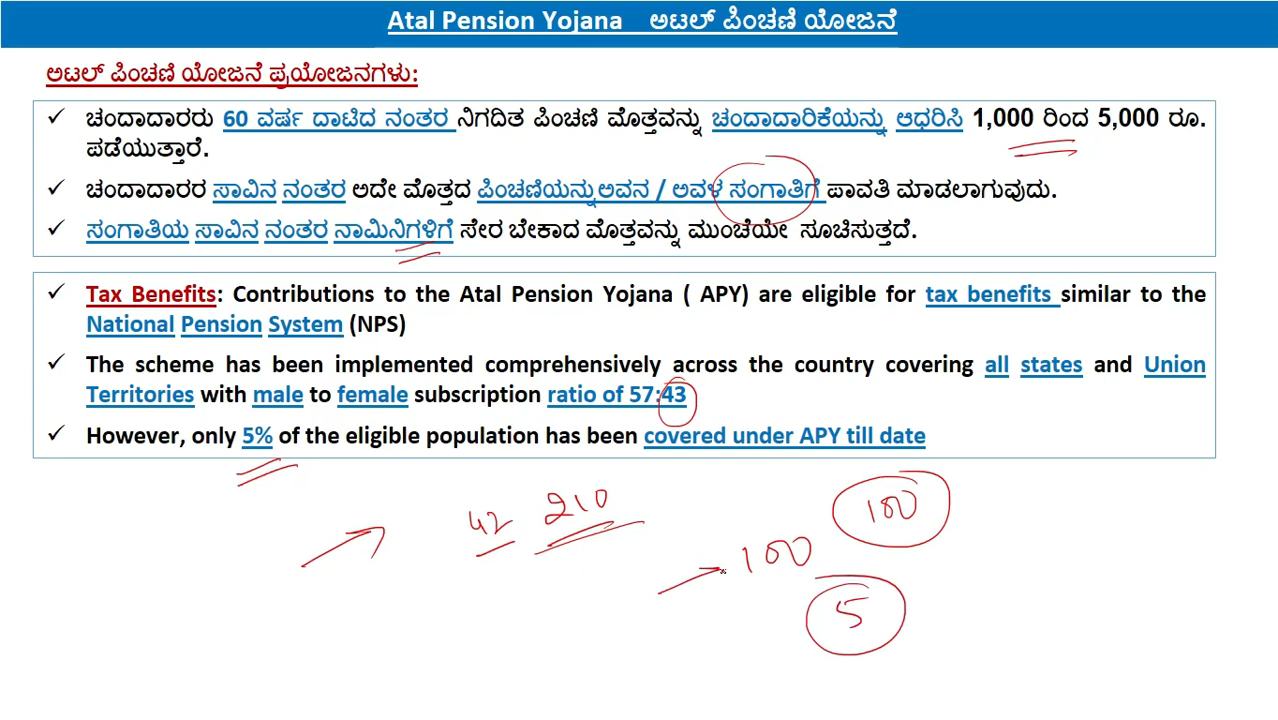 Atal Pension Yojana ಅಟಲ್ ಪಿಂಚಣಿ ಯೋಜನೆ
ಅಟಲ್ ಪಿಂಚಣಿ ಯೋಜನೆ ಪ್ರಯೋಜನಗಳು:
✓ ಚಂದಾದಾರರು 60 ವರ್ಷ ದಾಟಿದ ನಂತರ ನಿಗದಿತ ಪಿಂಚಣಿ ಮೊತ್ತವನ್ನು ಚಂದಾದಾರಿಕೆಯನ್ನು ಆಧರಿಸಿ 1,000 ರಿಂದ 5,000 ರೂ.
ಪಡೆಯುತ್ತಾರೆ.
✓ ಚಂದಾದಾರರ ಸಾವಿನ ನಂತರ ಅದೇ ಮೊತ್ತದ ಪಿಂಚಣಿಯನ್ನುಅವನ / ಅವಳ ಸಂಗಾತಿಗೆ ಪಾವತಿ ಮಾಡಲಾಗುವುದು.
✓ ಸಂಗಾತಿಯ ಸಾವಿನ ನಂತರ ನಾಮಿನಿಗಳಿಗೆ ಸೇರ ಬೇಕಾದ ಮೊತ್ತವನ್ನು ಮುಂಚೆಯೇ ಸೂಚಿಸುತ್ತದೆ.
✓ Tax Benefits: Contributions to the Atal Pension Yojana ( APY) are eligible for tax benefits similar to the
National Pension System (NPS)
✓ The scheme has been implemented comprehensively across the country covering all states and Union
Territories with male to female subscription ratio of 57:43
✓ However, only 5% of the eligible population has been covered under APY till date
42 210 100
100
5